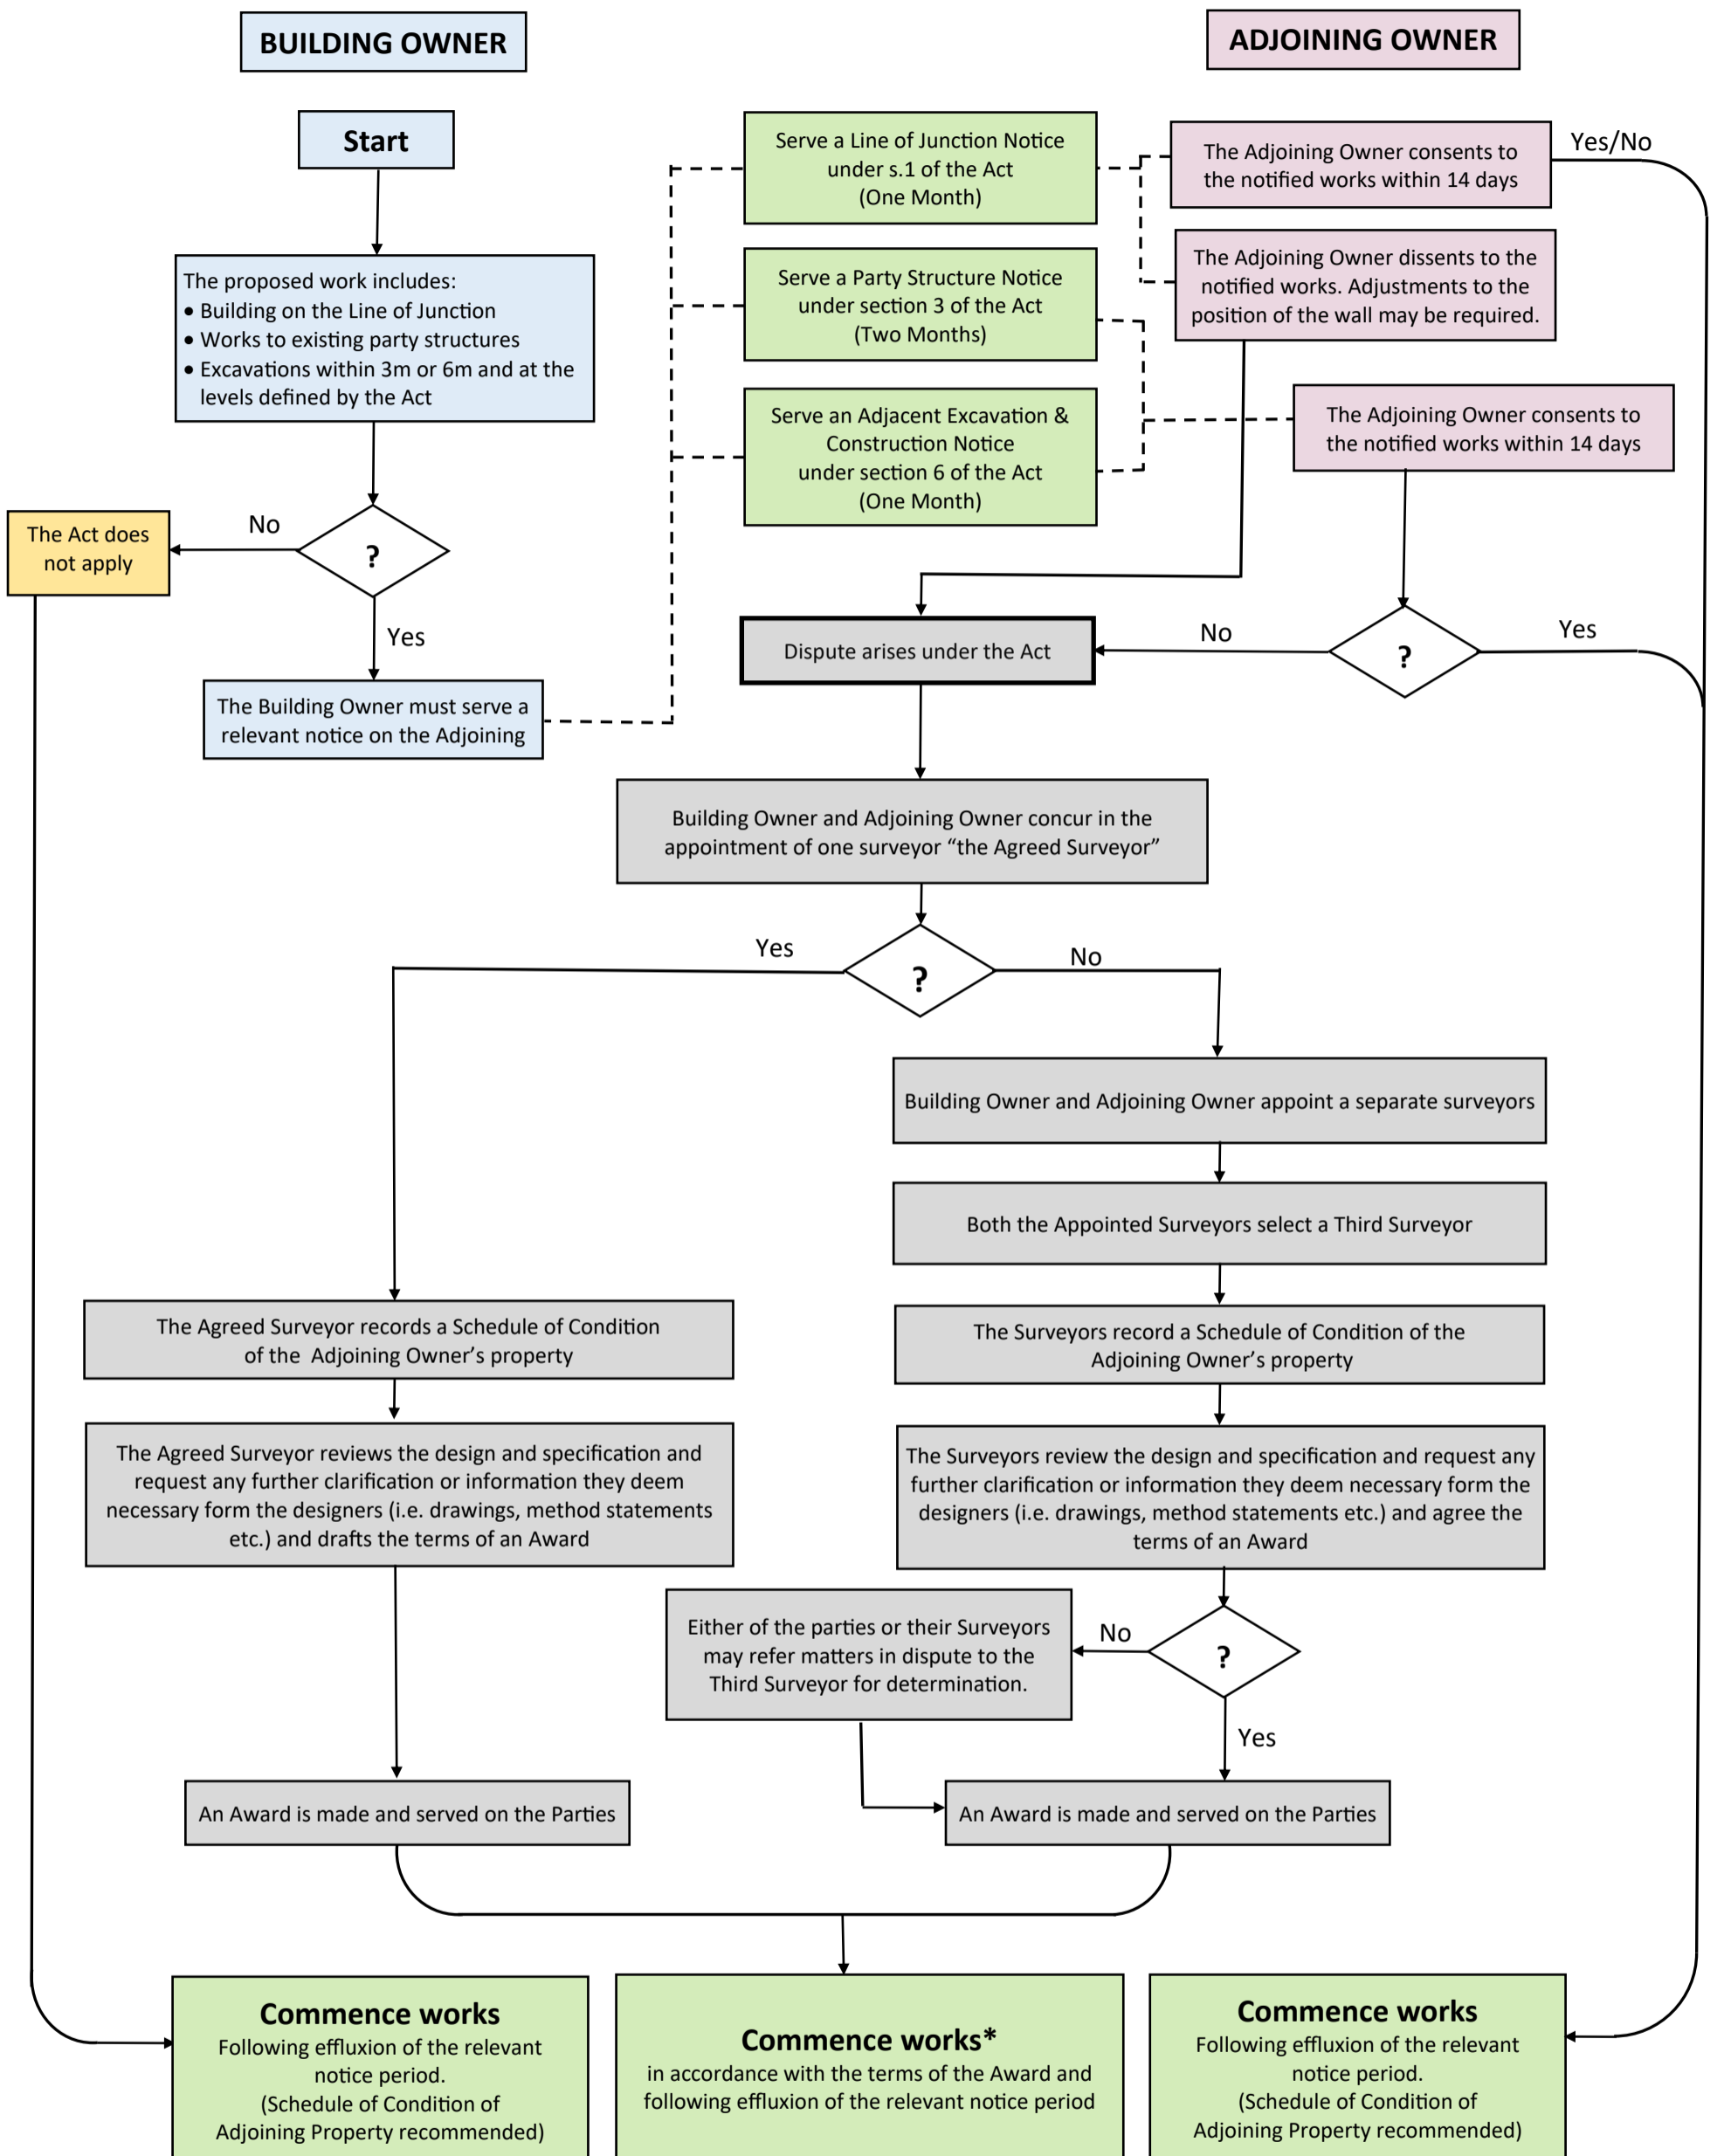 BUILDING OWNER
ADJOINING OWNER
Start
The proposed work includes:
• Building on the Line of Junction
• Works to existing party structures
• Excavations within 3m or 6m and at the
levels defined by the Act
?
No
The Act does
not apply
Yes
The Building Owner must serve a
relevant notice on the Adjoining
Serve a Line of Junction Notice
under s.1 of the Act
(One Month)
Serve a Party Structure Notice
under section 3 of the Act
(Two Months)
Serve an Adjacent Excavation &
Construction Notice
under section 6 of the Act
(One Month)
The Adjoining Owner consents to
the notified works within 14 days
Yes/No
The Adjoining Owner dissents to the
notified works. Adjustments to the
position of the wall may be required.
The Adjoining Owner consents to
the notified works within 14 days
?
No
Yes
Dispute arises under the Act
Building Owner and Adjoining Owner concur in the
appointment of one surveyor “the Agreed Surveyor”
?
Yes
No
Building Owner and Adjoining Owner appoint a separate surveyors
Both the Appointed Surveyors select a Third Surveyor
The Agreed Surveyor records a Schedule of Condition
of the Adjoining Owner’s property
The Surveyors record a Schedule of Condition of the
Adjoining Owner’s property
The Agreed Surveyor reviews the design and specification and
request any further clarification or information they deem
necessary form the designers (i.e. drawings, method statements
etc.) and drafts the terms of an Award
The Surveyors review the design and specification and request any
further clarification or information they deem necessary form the
designers (i.e. drawings, method statements etc.) and agree the
terms of an Award
Either of the parties or their Surveyors
may refer matters in dispute to the
Third Surveyor for determination.
No
?
Yes
An Award is made and served on the Parties
An Award is made and served on the Parties
Commence works
Following effluxion of the relevant
notice period.
(Schedule of Condition of
Adjoining Property recommended)
Commence works*
in accordance with the terms of the Award and
following effluxion of the relevant notice period
Commence works
Following effluxion of the relevant
notice period.
(Schedule of Condition of
Adjoining Property recommended)